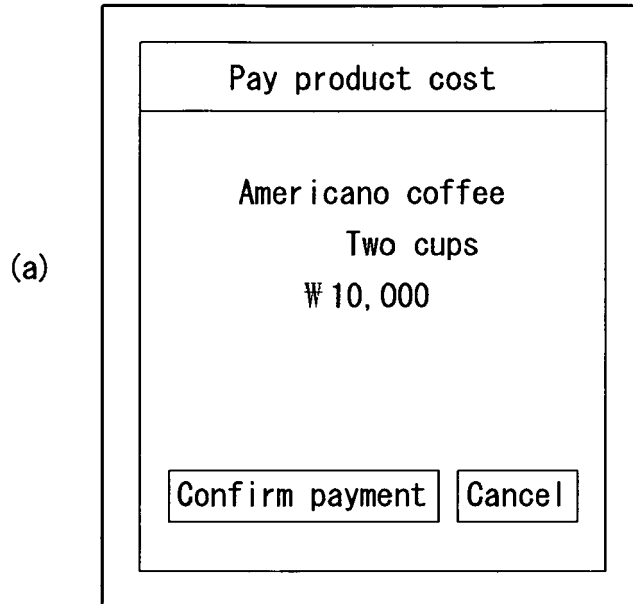 Pay product cost
Americano coffee
Two cups
(a)
₩10,000
Confirm payment Cancel